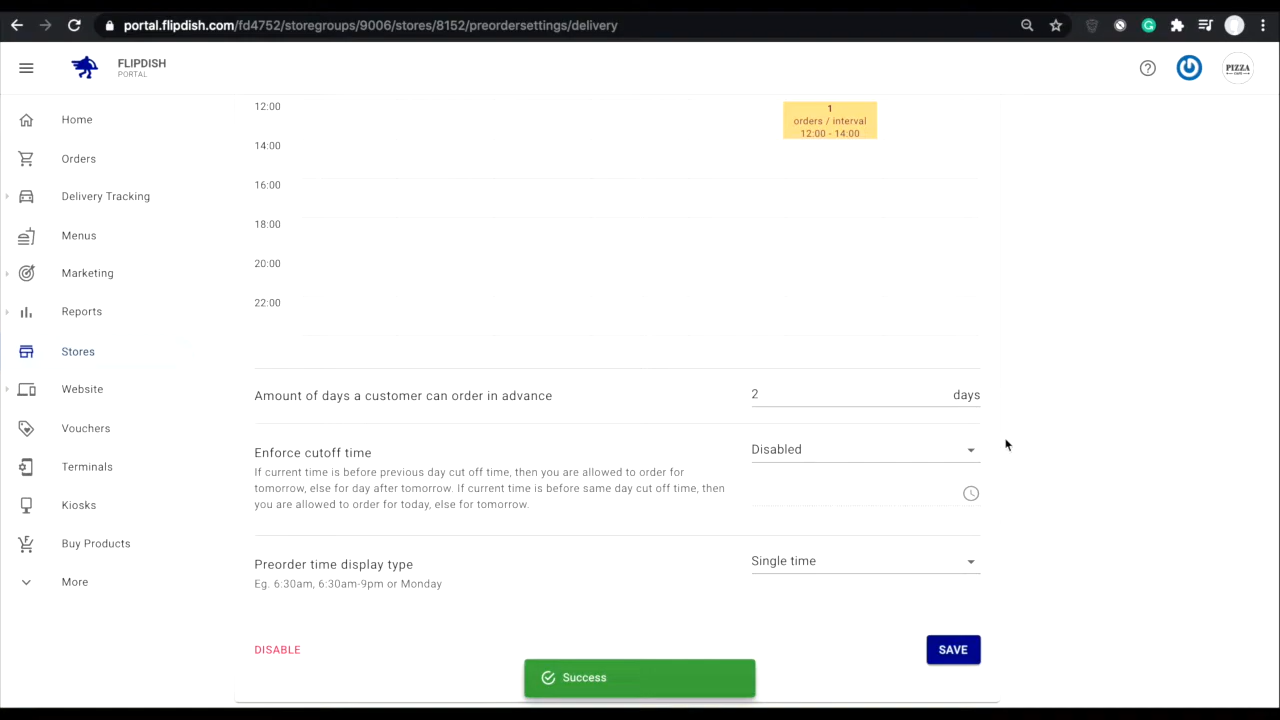 portal.flipdish.com/fd4752/storegroups/9006/stores/8152/preordersettings/delivery
FLIPDISH
PORTAL
PIZZA
Home
Orders
Delivery Tracking
Menus
Marketing
Reports
Stores
Website
Vouchers
Terminals
Kiosks
Buy Products
More
12:00
1
orders / interval
12:00 - 14:00
14:00
16:00
18:00
20:00
22:00
Amount of days a customer can order in advance
2 days
Enforce cutoff time
Disabled
If current time is before previous day cut off time, then you are allowed to order for
tomorrow, else for day after tomorrow. If current time is before same day cut off time, then
you are allowed to order for today, else for tomorrow.
Preorder time display type
Single time
Eg. 6:30am, 6:30am-9pm or Monday
DISABLE
SAVE
Success